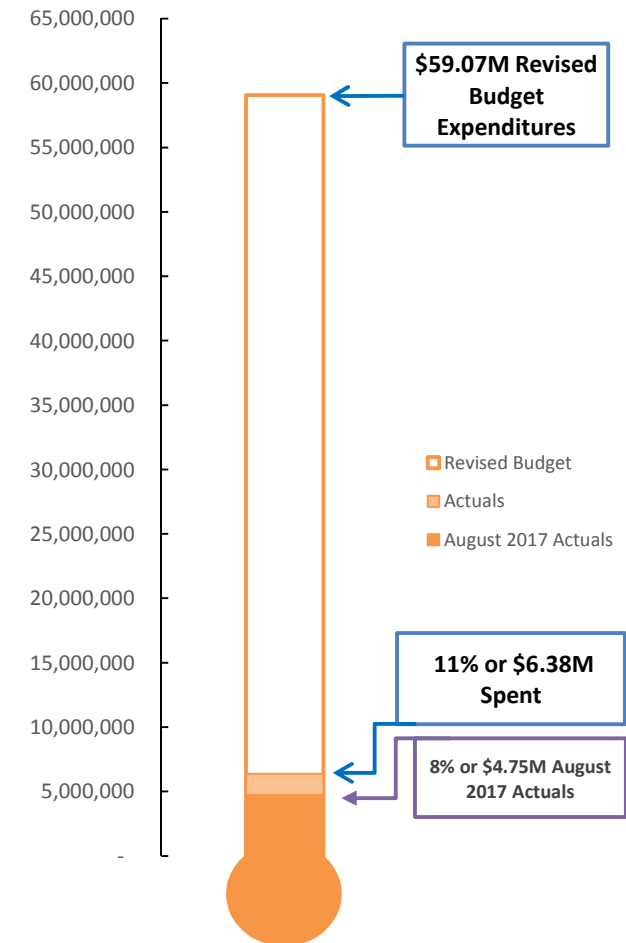 65,000,000
60,000,000
55,000,000
50,000,000
45,000,000
40,000,000
35,000,000
30,000,000
25,000,000
20,000,000
15,000,000
10,000,000
5,000,000
-
$59.07M Revised
Budget
Expenditures
Revised Budget
Actuals
August 2017 Actuals
11% or $6.38M
Spent
8% or $4.75M August
2017 Actuals